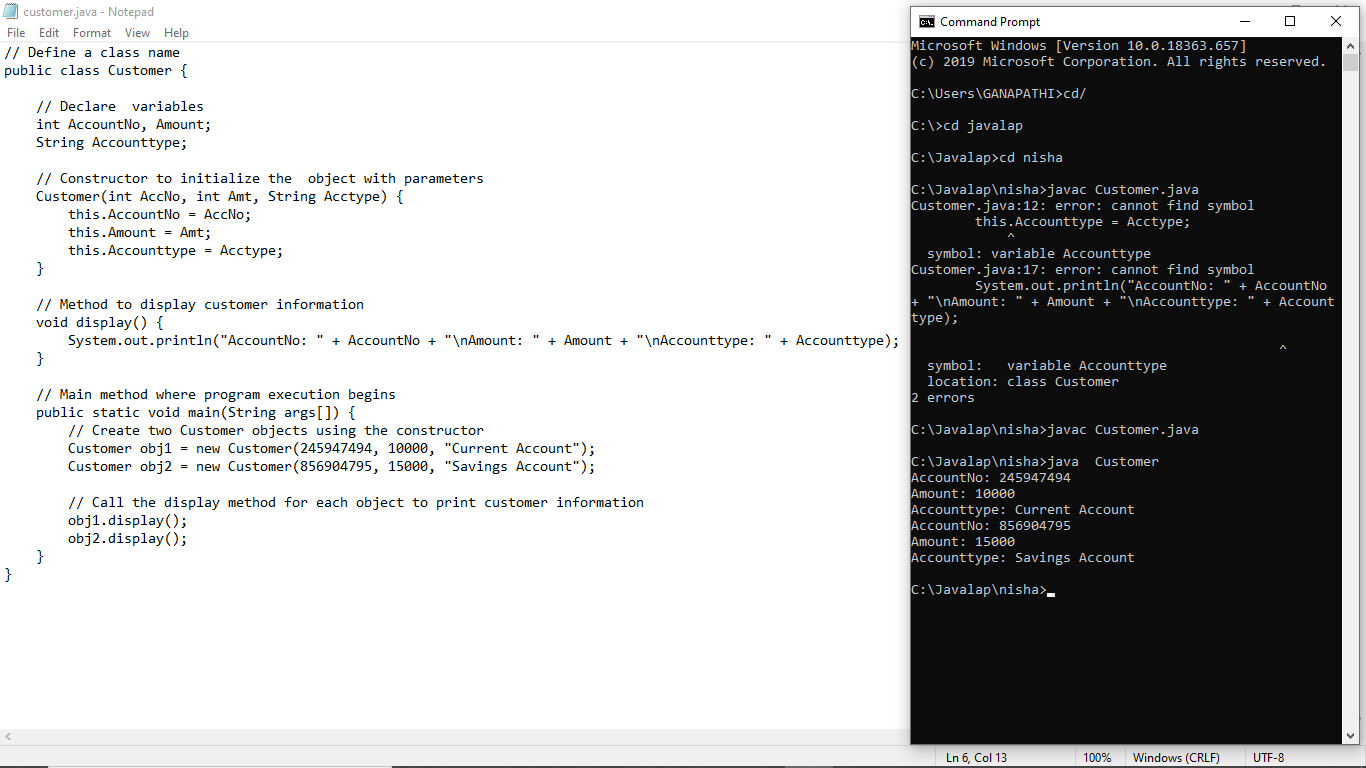 customer.java - Notepad
File Edit Format View Help
// Define a class name
public class Customer {
// Declare  variables
int AccountNo, Amount;
String Accounttype;
// Constructor to initialize the  object with parameters
Customer(int AccNo, int Amt, String Acctype) {
this.AccountNo = AccNo;
this.Amount = Amt;
this.Accounttype = Acctype;
}
// Method to display customer information
void display() {
System.out.println("AccountNo: " + AccountNo + "\nAmount: " + Amount + "\nAccounttype: " + Accounttype);
}
// Main method where program execution begins
public static void main(String args[]) {
// Create two Customer objects using the constructor
Customer obj1 = new Customer(245947494, 10000, "Current Account");
Customer obj2 = new Customer(856904795, 15000, "Savings Account");
// Call the display method for each object to print customer information
obj1.display();
obj2.display();
}
}
Ln 6, Col 13 100% Windows (CRLF) UTF-8
Command Prompt
Microsoft Windows [Version 10.0.18363.657]
(c) 2019 Microsoft Corporation. All rights reserved.
C:\Users\GANAPATHI>cd/
C:\>cd javalap
C:\Javalap>cd nisha
C:\Javalap\nisha>javac Customer.java
Customer.java:12: error: cannot find symbol
this.Accounttype = Acctype;
^
symbol: variable Accounttype
Customer.java:17: error: cannot find symbol
System.out.println("AccountNo: " + AccountNo
+ "\nAmount: " + Amount + "\nAccounttype: " + Account
type);
^
symbol:   variable Accounttype
location: class Customer
2 errors
C:\Javalap\nisha>javac Customer.java
C:\Javalap\nisha>java  Customer
AccountNo: 245947494
Amount: 10000
Accounttype: Current Account
AccountNo: 856904795
Amount: 15000
Accounttype: Savings Account
C:\Javalap\nisha>